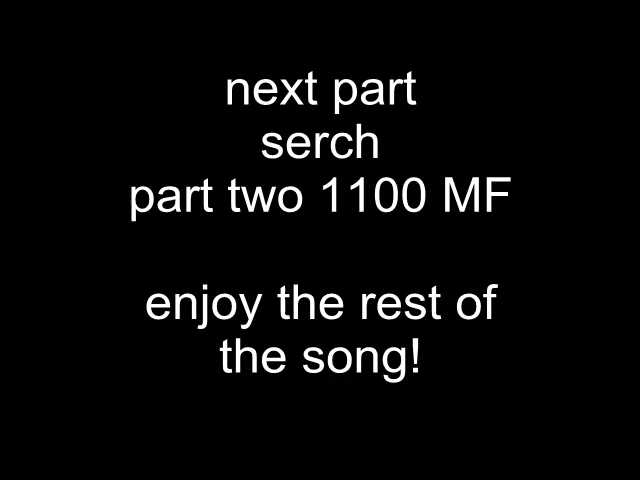 next part
serch
part two 1100 MF
enjoy the rest of
the song!